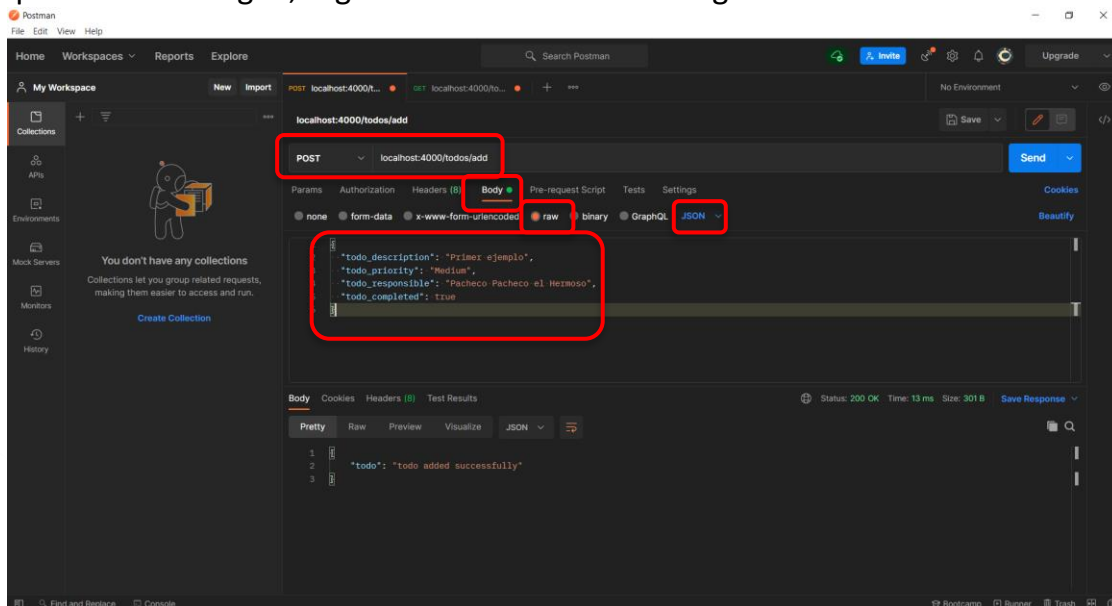 Postman
File Edit View Help
Home Workspaces Reports Explore Search Postman Invite Upgrade
My Workspace New Import POST localhost:4000/t... GET localhost:4000/to... + ••• No Environment
Collections + ••• localhost:4000/todos/add Save </>
POST localhost:4000/todos/add Send
APIs
Params Authorization Headers (8) Body Pre-request Script Tests Settings Cookies
Environments none form-data x-www-form-urlencoded raw binary GraphQL JSON Beautify
Mock Servers
You don't have any collections
Collections let you group related requests,
making them easier to access and run.
Create Collection
Monitors
History
{
"todo_description": "Primer ejemplo",
"todo_priority": "Medium",
"todo_responsible": "Pacheco Pacheco el Hermoso",
"todo_completed": true
}
Body Cookies Headers (8) Test Results Status: 200 OK Time: 13 ms Size: 301 B Save Response
Pretty Raw Preview Visualize JSON
1 {
2 "todo": "todo added successfully"
3 }
Find and Replace Console Bootcamp Runner Trash